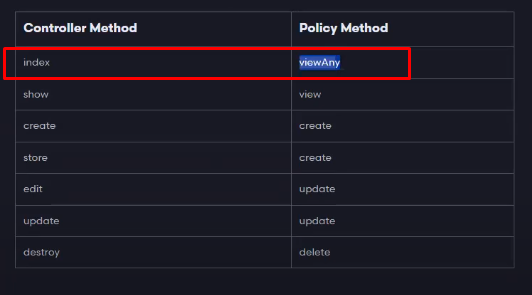 Controller Method Policy Method
index viewAny
show view
create create
store create
edit update
update update
destroy delete